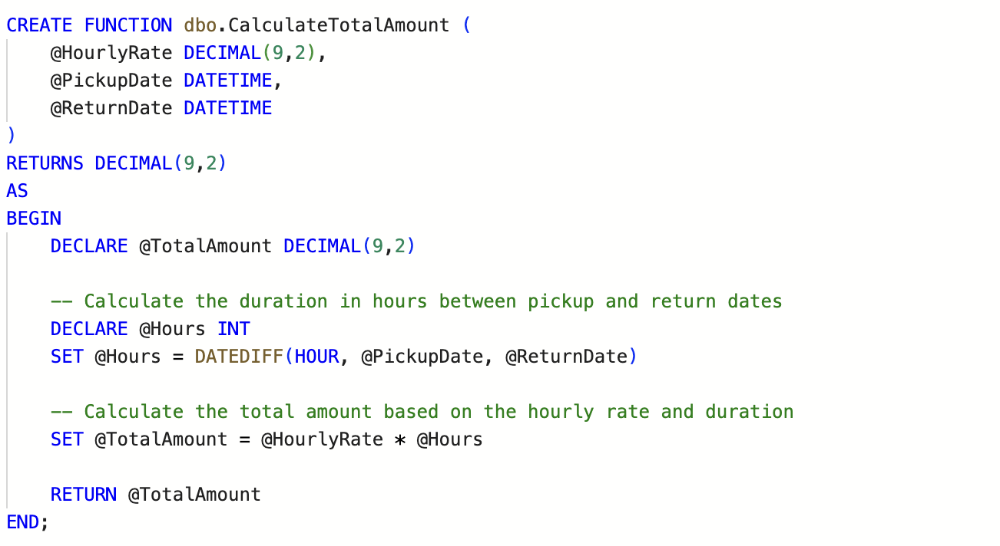 CREATE FUNCTION dbo.CalculateTotalAmount (
    @HourlyRate DECIMAL(9,2),
    @PickupDate DATETIME,
    @ReturnDate DATETIME
)
RETURNS DECIMAL(9,2)
AS
BEGIN
    DECLARE @TotalAmount DECIMAL(9,2)

    -- Calculate the duration in hours between pickup and return dates
    DECLARE @Hours INT
    SET @Hours = DATEDIFF(HOUR, @PickupDate, @ReturnDate)

    -- Calculate the total amount based on the hourly rate and duration
    SET @TotalAmount = @HourlyRate * @Hours

    RETURN @TotalAmount
END;